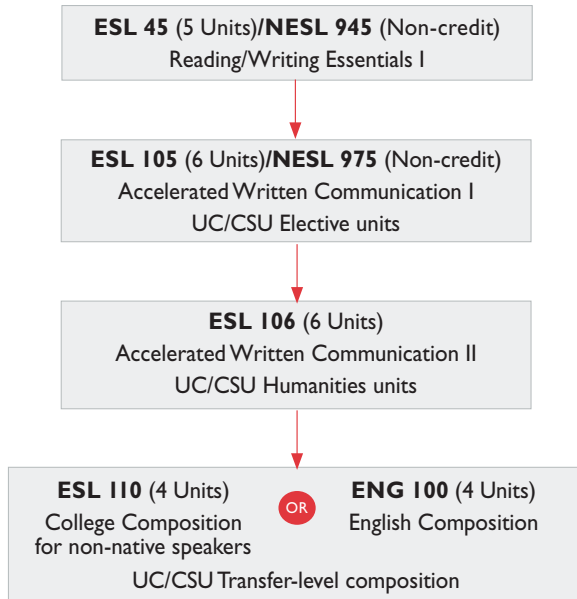 ESL 45 (5 Units)/NESL 945 (Non-credit)
Reading/Writing Essentials I
ESL 105 (6 Units)/NESL 975 (Non-credit)
Accelerated Written Communication I
UC/CSU Elective units
ESL 106 (6 Units)
Accelerated Written Communication II
UC/CSU Humanities units
ESL 110 (4 Units)
College Composition
for non-native speakers
OR
ENG 100 (4 Units)
English Composition
UC/CSU Transfer-level composition